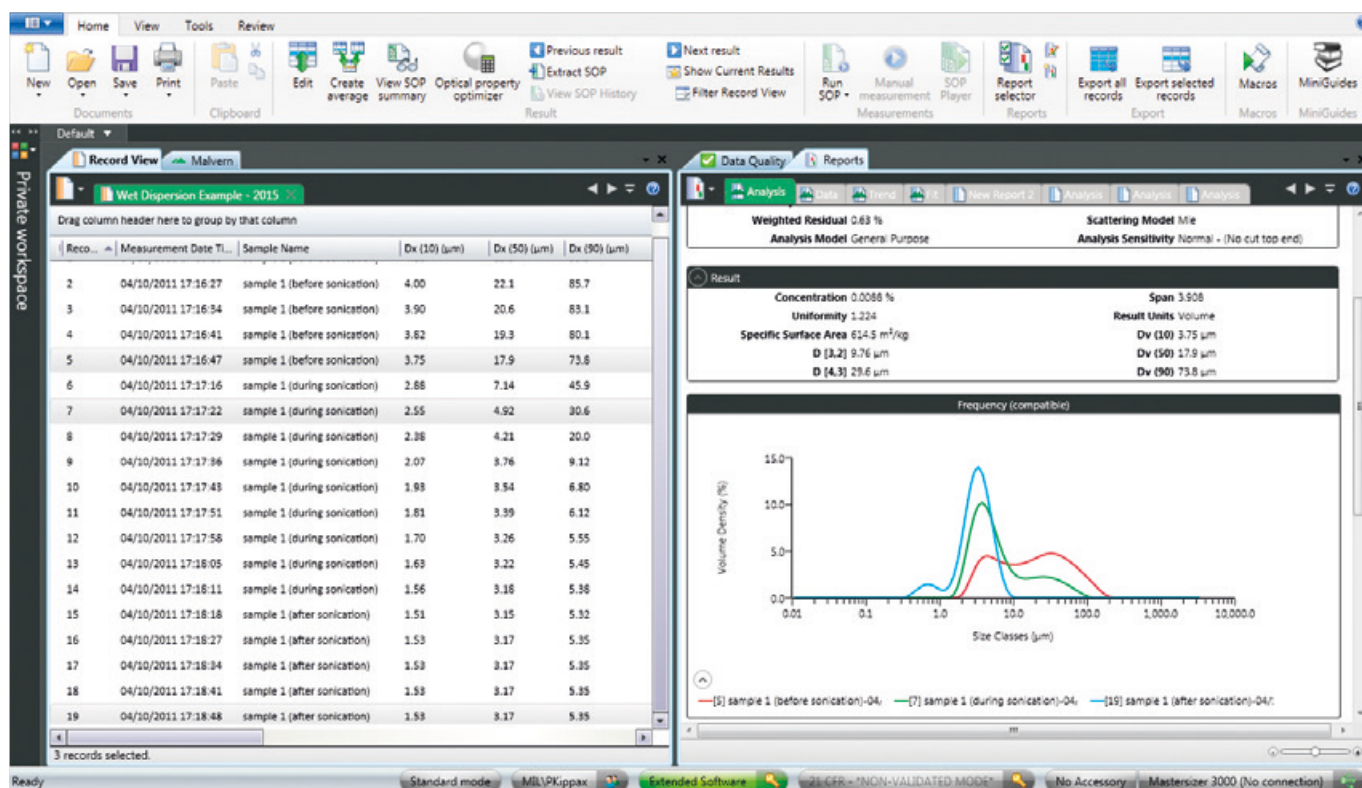 Home View Tools Review
New Open Save Print Paste Edit Create average View SOP summary Optical property optimizer
Previous result
Extract SOP
View SOP History
Next result
Show Current Results
Filter Record View
Run SOP Manual measurement SOP Player Report selector Export all records Export selected records Macros MiniGuides
Documents Clipboard Result Measurements Reports Export Macros MiniGuides
Default
Private workspace
Record View Malvern
Wet Dispersion Example - 2015
Drag column header here to group by that column
Reco... Measurement Date Ti... Sample Name Dx (10) (μm) Dx (50) (μm) Dx (90) (μm)
2 04/10/2011 17:16:27 sample 1 (before sonication) 4.00 22.1 85.7
3 04/10/2011 17:16:34 sample 1 (before sonication) 3.90 20.6 83.1
4 04/10/2011 17:16:41 sample 1 (before sonication) 3.82 19.3 80.1
5 04/10/2011 17:16:47 sample 1 (before sonication) 3.75 17.9 73.8
6 04/10/2011 17:17:16 sample 1 (during sonication) 2.88 7.14 45.9
7 04/10/2011 17:17:22 sample 1 (during sonication) 2.55 4.92 30.6
8 04/10/2011 17:17:29 sample 1 (during sonication) 2.38 4.21 20.0
9 04/10/2011 17:17:36 sample 1 (during sonication) 2.07 3.76 9.12
10 04/10/2011 17:17:43 sample 1 (during sonication) 1.93 3.54 6.80
11 04/10/2011 17:17:51 sample 1 (during sonication) 1.81 3.39 6.12
12 04/10/2011 17:17:58 sample 1 (during sonication) 1.70 3.26 5.55
13 04/10/2011 17:18:05 sample 1 (during sonication) 1.63 3.22 5.45
14 04/10/2011 17:18:11 sample 1 (during sonication) 1.56 3.18 5.38
15 04/10/2011 17:18:18 sample 1 (after sonication) 1.51 3.15 5.32
16 04/10/2011 17:18:27 sample 1 (after sonication) 1.53 3.17 5.35
17 04/10/2011 17:18:34 sample 1 (after sonication) 1.53 3.17 5.35
18 04/10/2011 17:18:41 sample 1 (after sonication) 1.53 3.17 5.35
19 04/10/2011 17:18:48 sample 1 (after sonication) 1.53 3.17 5.35
3 records selected.
Data Quality Reports
Analysis Data Trend Fit New Report 2 Analysis Analysis Analysis
Weighted Residual 0.63 % Scattering Model Mie
Analysis Model General Purpose Analysis Sensitivity Normal - (No cut top end)
Result
Concentration 0.0088 % Span 3.908
Uniformity 1.224 Result Units Volume
Specific Surface Area 614.5 m²/kg Dv (10) 3.75 μm
D [3,2] 9.76 μm Dv (50) 17.9 μm
D [4,3] 29.6 μm Dv (90) 73.8 μm
Frequency (compatible)
Volume Density (%)
15.0
10.0
5.0
0.0
0.01 0.1 1.0 10.0 100.0 1,000.0 10,000.0
Size Classes (μm)
[5] sample 1 (before sonication)-04/ [7] sample 1 (during sonication)-04/ [19] sample 1 (after sonication)-04/
Ready Standard mode MIL\PKippax Extended Software 21 CFR - *NON-VALIDATED MODE* No Accessory Mastersizer 3000 (No connection)